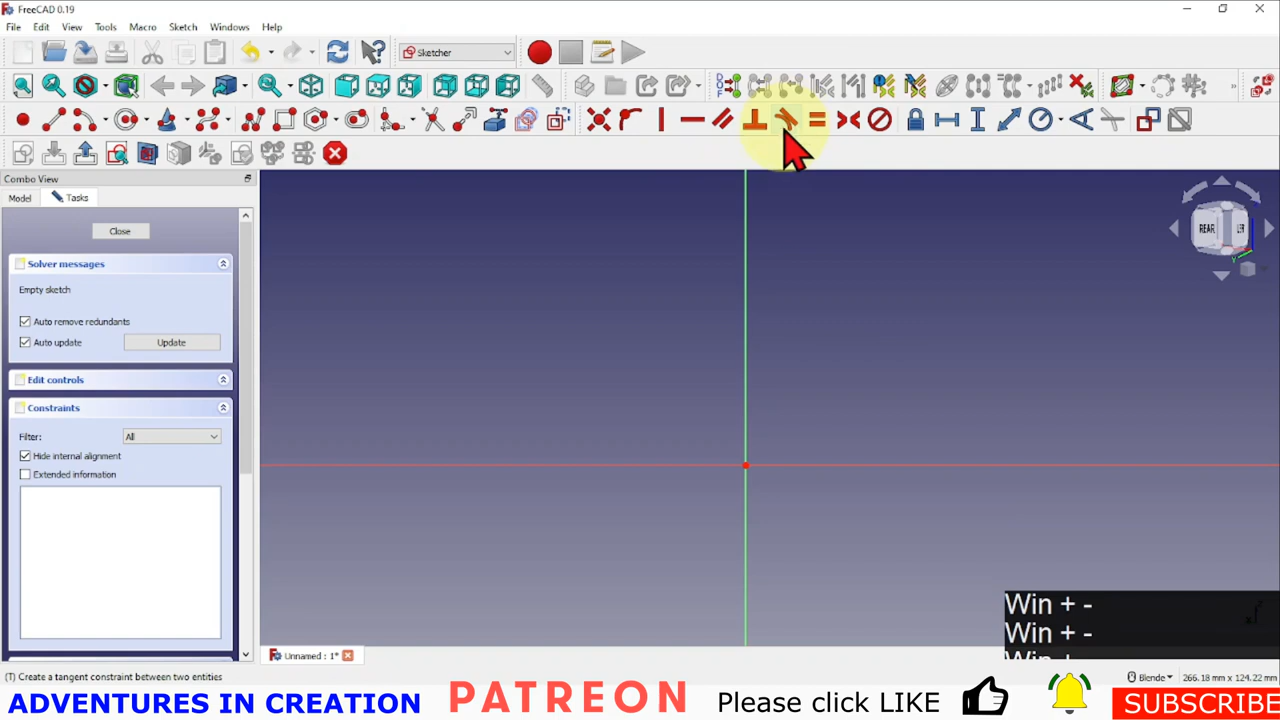 FreeCAD 0.19
File Edit View Tools Macro Sketch Windows Help
Sketcher
Combo View
Model Tasks
Close
Solver messages
Empty sketch
Auto remove redundants
Auto update Update
Edit controls
Constraints
Filter: All
Hide internal alignment
Extended information
REAR
Win + -
Win + -
Unnamed : 1*
(T) Create a tangent constraint between two entities
Blende 266.18 mm x 124.22 mm
ADVENTURES IN CREATION PATREON Please click LIKE SUBSCRIBE